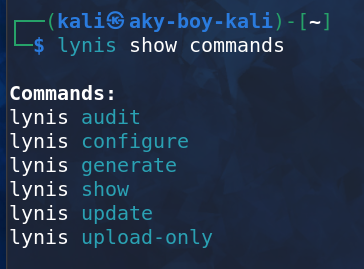 ┌──(kali㉿aky-boy-kali)-[~]
└─$ lynis show commands
Commands:
lynis audit
lynis configure
lynis generate
lynis show
lynis update
lynis upload-only